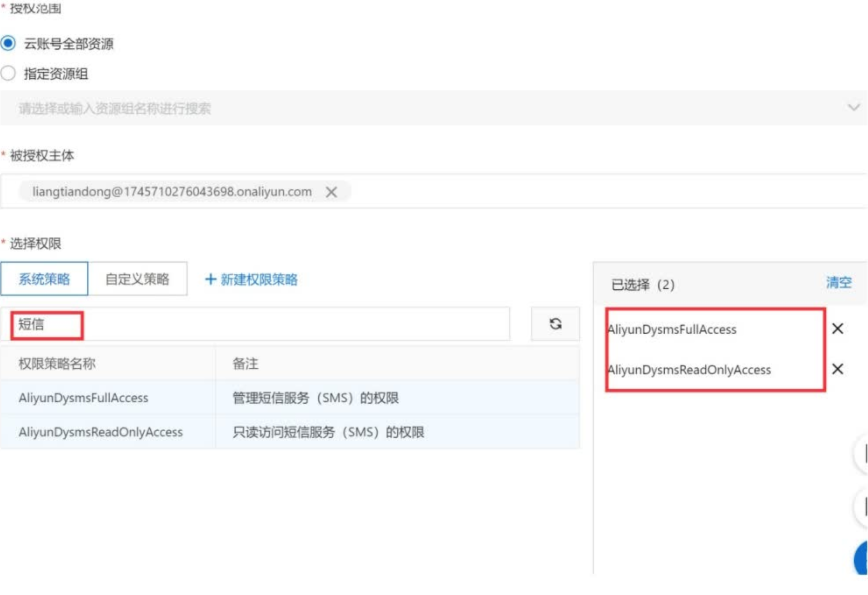 * 授权范围
云账号全部资源
指定资源组
请选择或输入资源组名称进行搜索
* 被授权主体
liangtiandong@1745710276043698.onaliyun.com ×
* 选择权限
系统策略 自定义策略 + 新建权限策略
短信
权限策略名称 备注
AliyunDysmsFullAccess 管理短信服务（SMS）的权限
AliyunDysmsReadOnlyAccess 只读访问短信服务（SMS）的权限
已选择（2） 清空
AliyunDysmsFullAccess ×
AliyunDysmsReadOnlyAccess ×